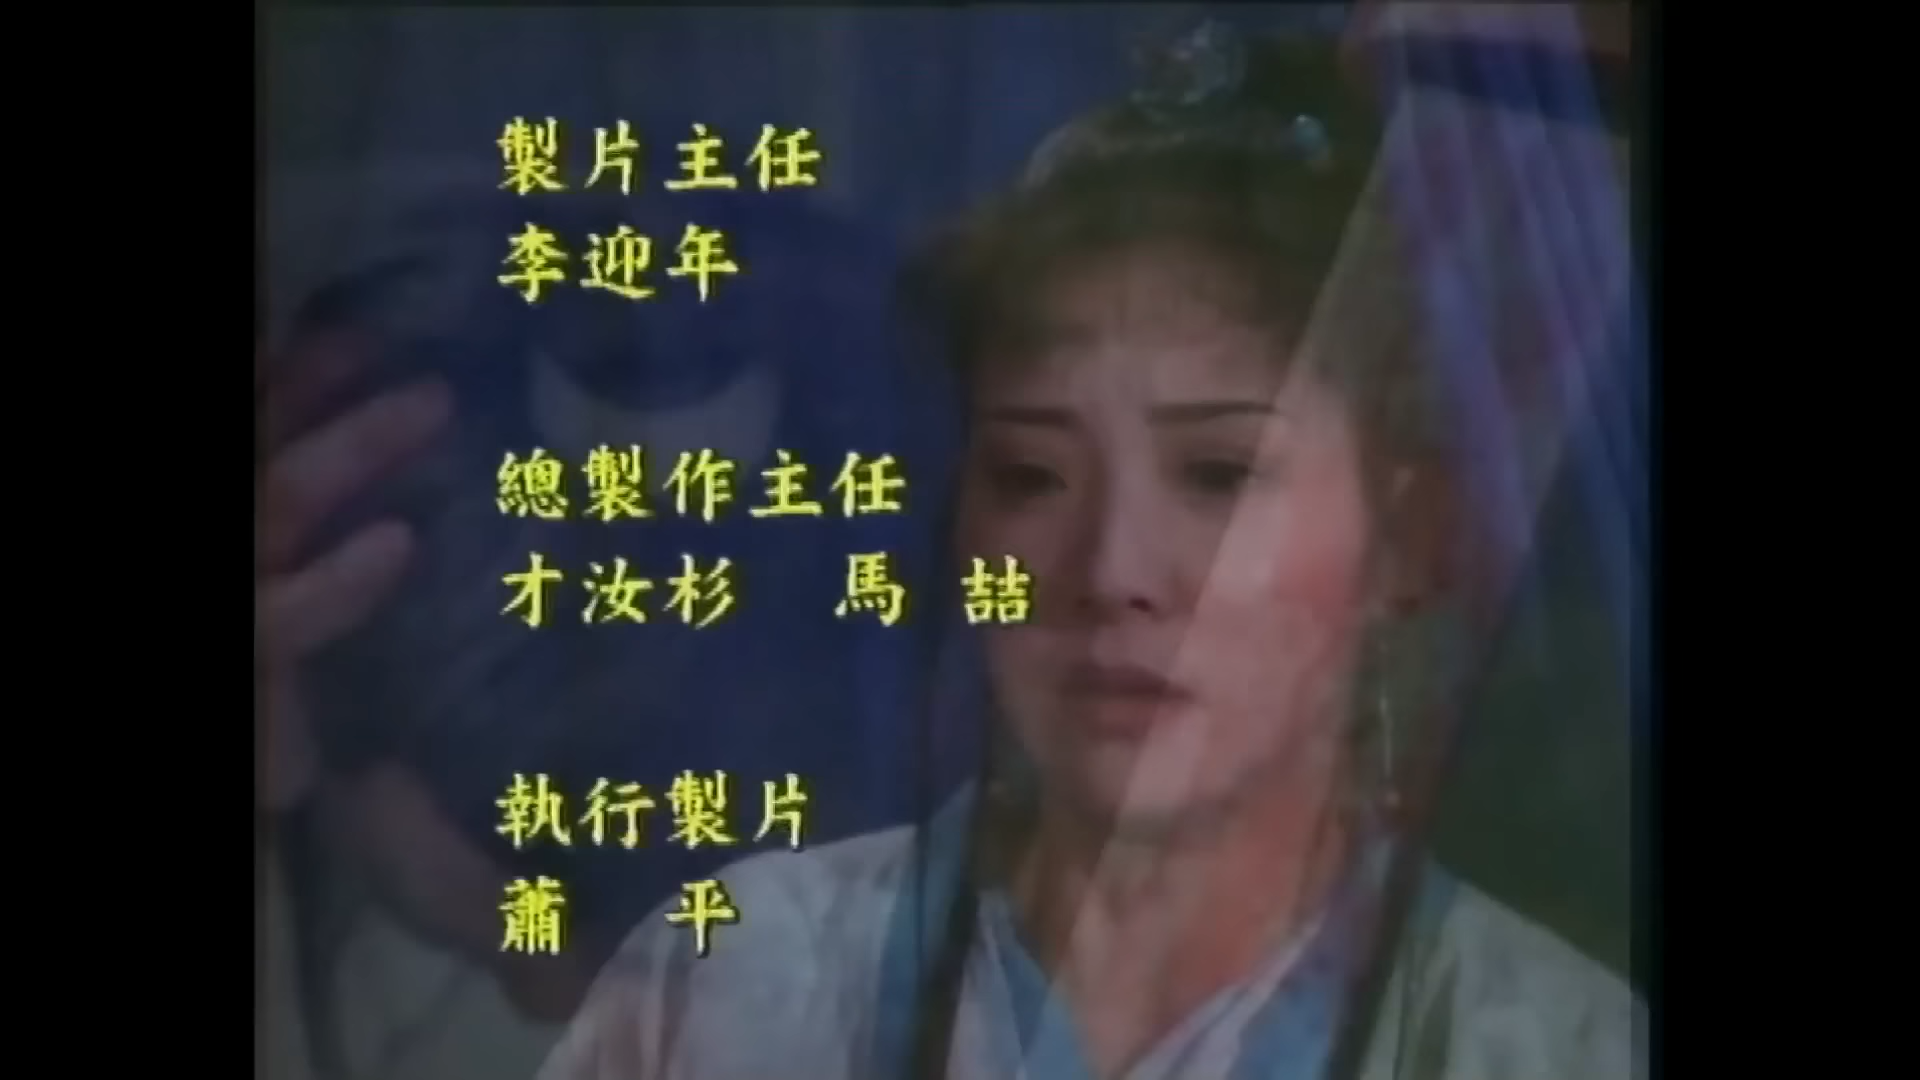 製片主任
李迎年
總製作主任
才汝杉 馬 喆
執行製片
蕭 平